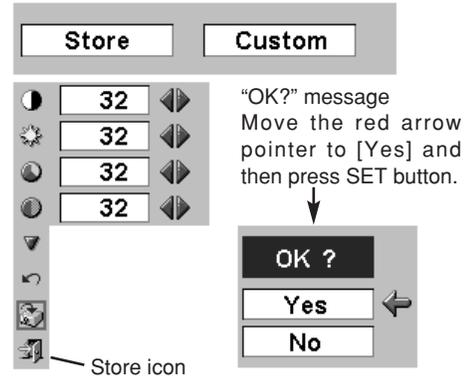 Store Custom
32
32
32
32
“OK?” message
Move the red arrow
pointer to [Yes] and
then press SET button.
OK ?
Yes
No
Store icon